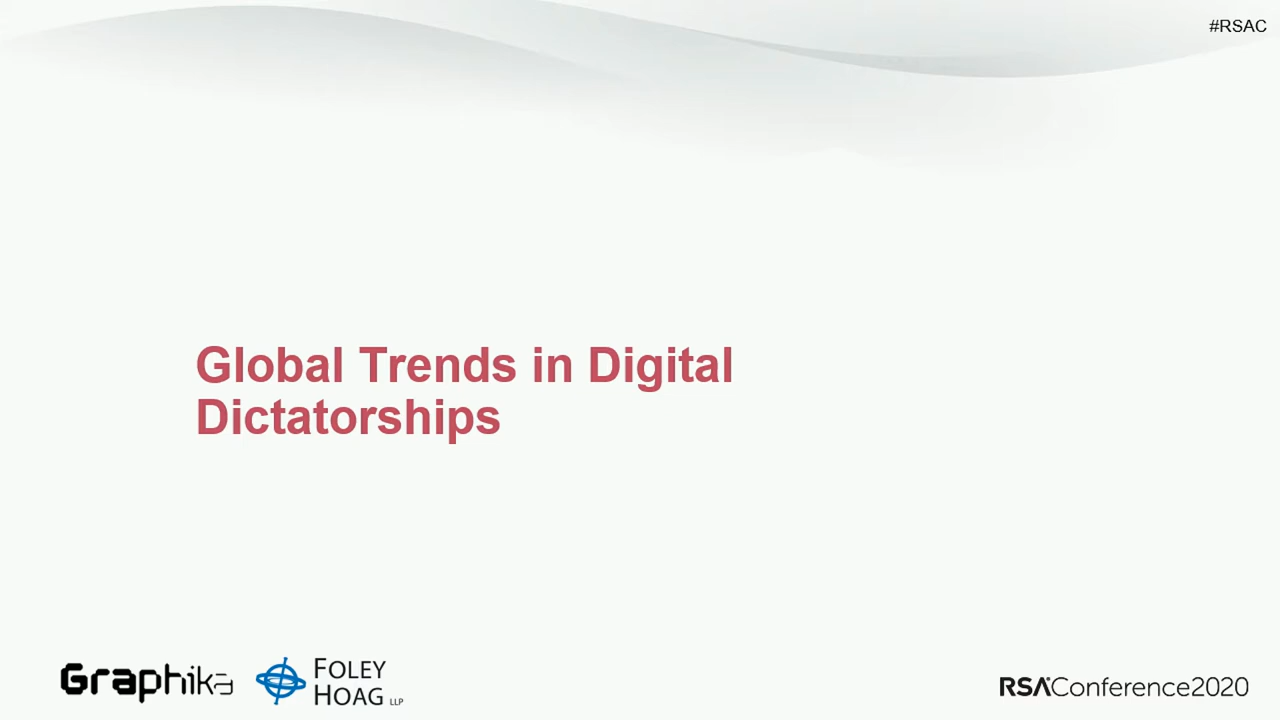 #RSAC
Global Trends in Digital
Dictatorships
Graphika
FOLEY
HOAG LLP
RSAConference2020